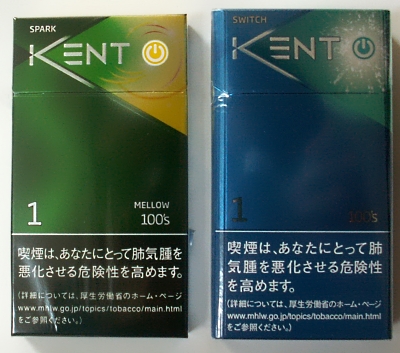 SPARK
KENT
1
MELLOW
100's
喫煙は、あなたにとって肺気腫を
悪化させる危険性を高めます。
(詳細については、厚生労働省のホーム・ページ
www.mhlw.go.jp/topics/tobacco/main.html
をご参照ください。)
SWITCH
KENT
1
100's
喫煙は、あなたにとって肺
気腫を悪化させる危険性
を高めます。
(詳細については、厚生労働省のホーム・ページ
www.mhlw.go.jp/topics/tobacco/main.html
をご参照ください。)